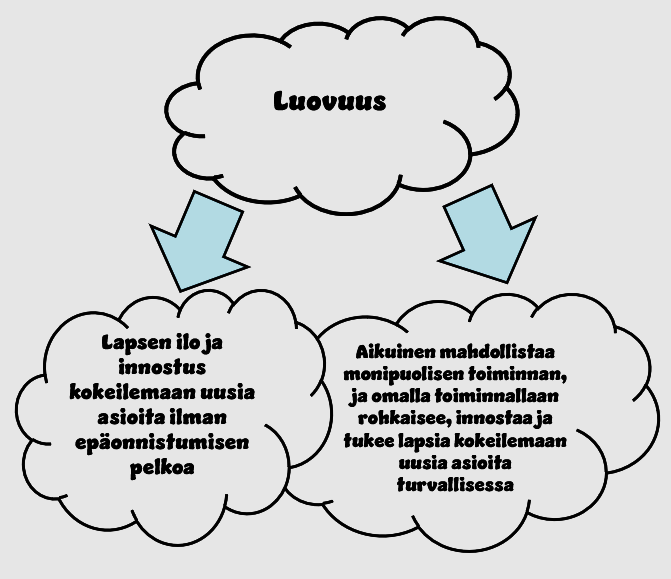 Luovuus
Lapsen ilo ja
innostus
kokeilemaan uusia
asioita ilman
epäonnistumisen
pelkoa
Aikuinen mahdollistaa
monipuolisen toiminnan,
ja omalla toiminnallaan
rohkaisee, innostaa ja
tukee lapsia kokeilemaan
uusia asioita
turvallisessa